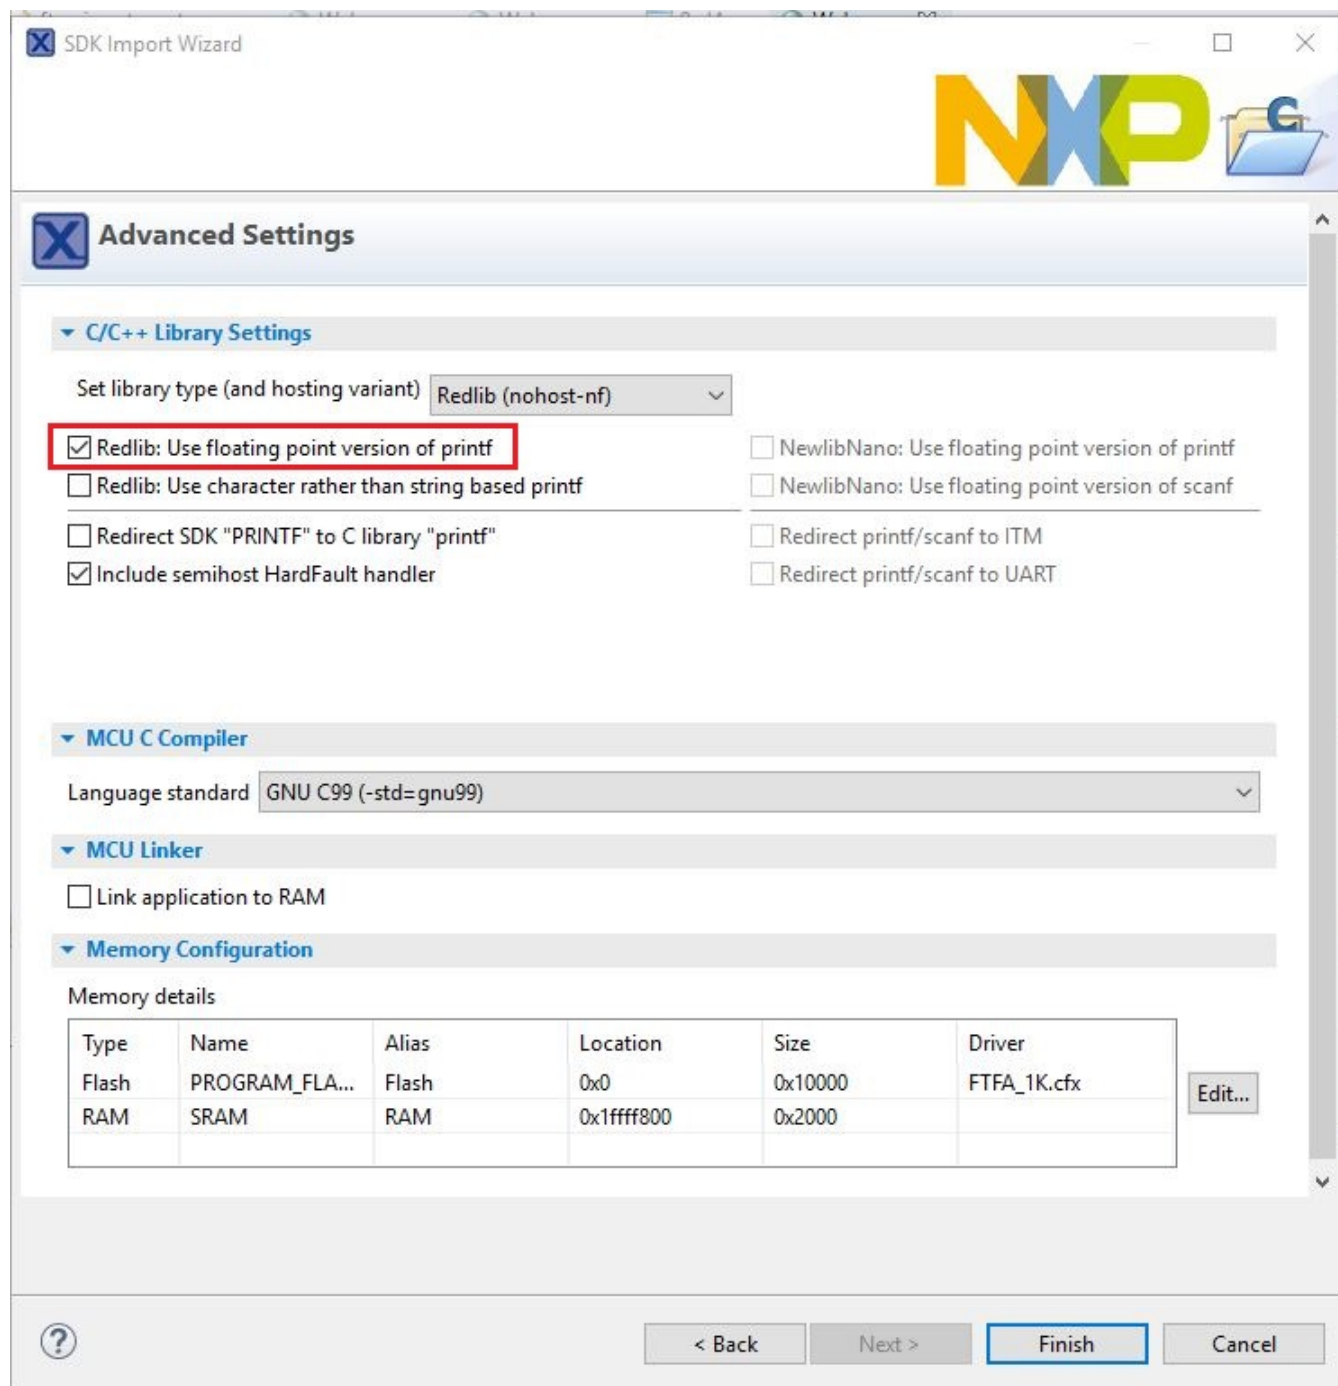 SDK Import Wizard
NXP
Advanced Settings
C/C++ Library Settings
Set library type (and hosting variant) Redlib (nohost-nf)
Redlib: Use floating point version of printf NewlibNano: Use floating point version of printf
Redlib: Use character rather than string based printf NewlibNano: Use floating point version of scanf
Redirect SDK "PRINTF" to C library "printf" Redirect printf/scanf to ITM
Include semihost HardFault handler Redirect printf/scanf to UART
MCU C Compiler
Language standard GNU C99 (-std=gnu99)
MCU Linker
Link application to RAM
Memory Configuration
Memory details
Type Name Alias Location Size Driver
Flash PROGRAM_FLA... Flash 0x0 0x10000 FTFA_1K.cfx
Edit...
RAM SRAM RAM 0x1ffff800 0x2000
< Back Next > Finish Cancel